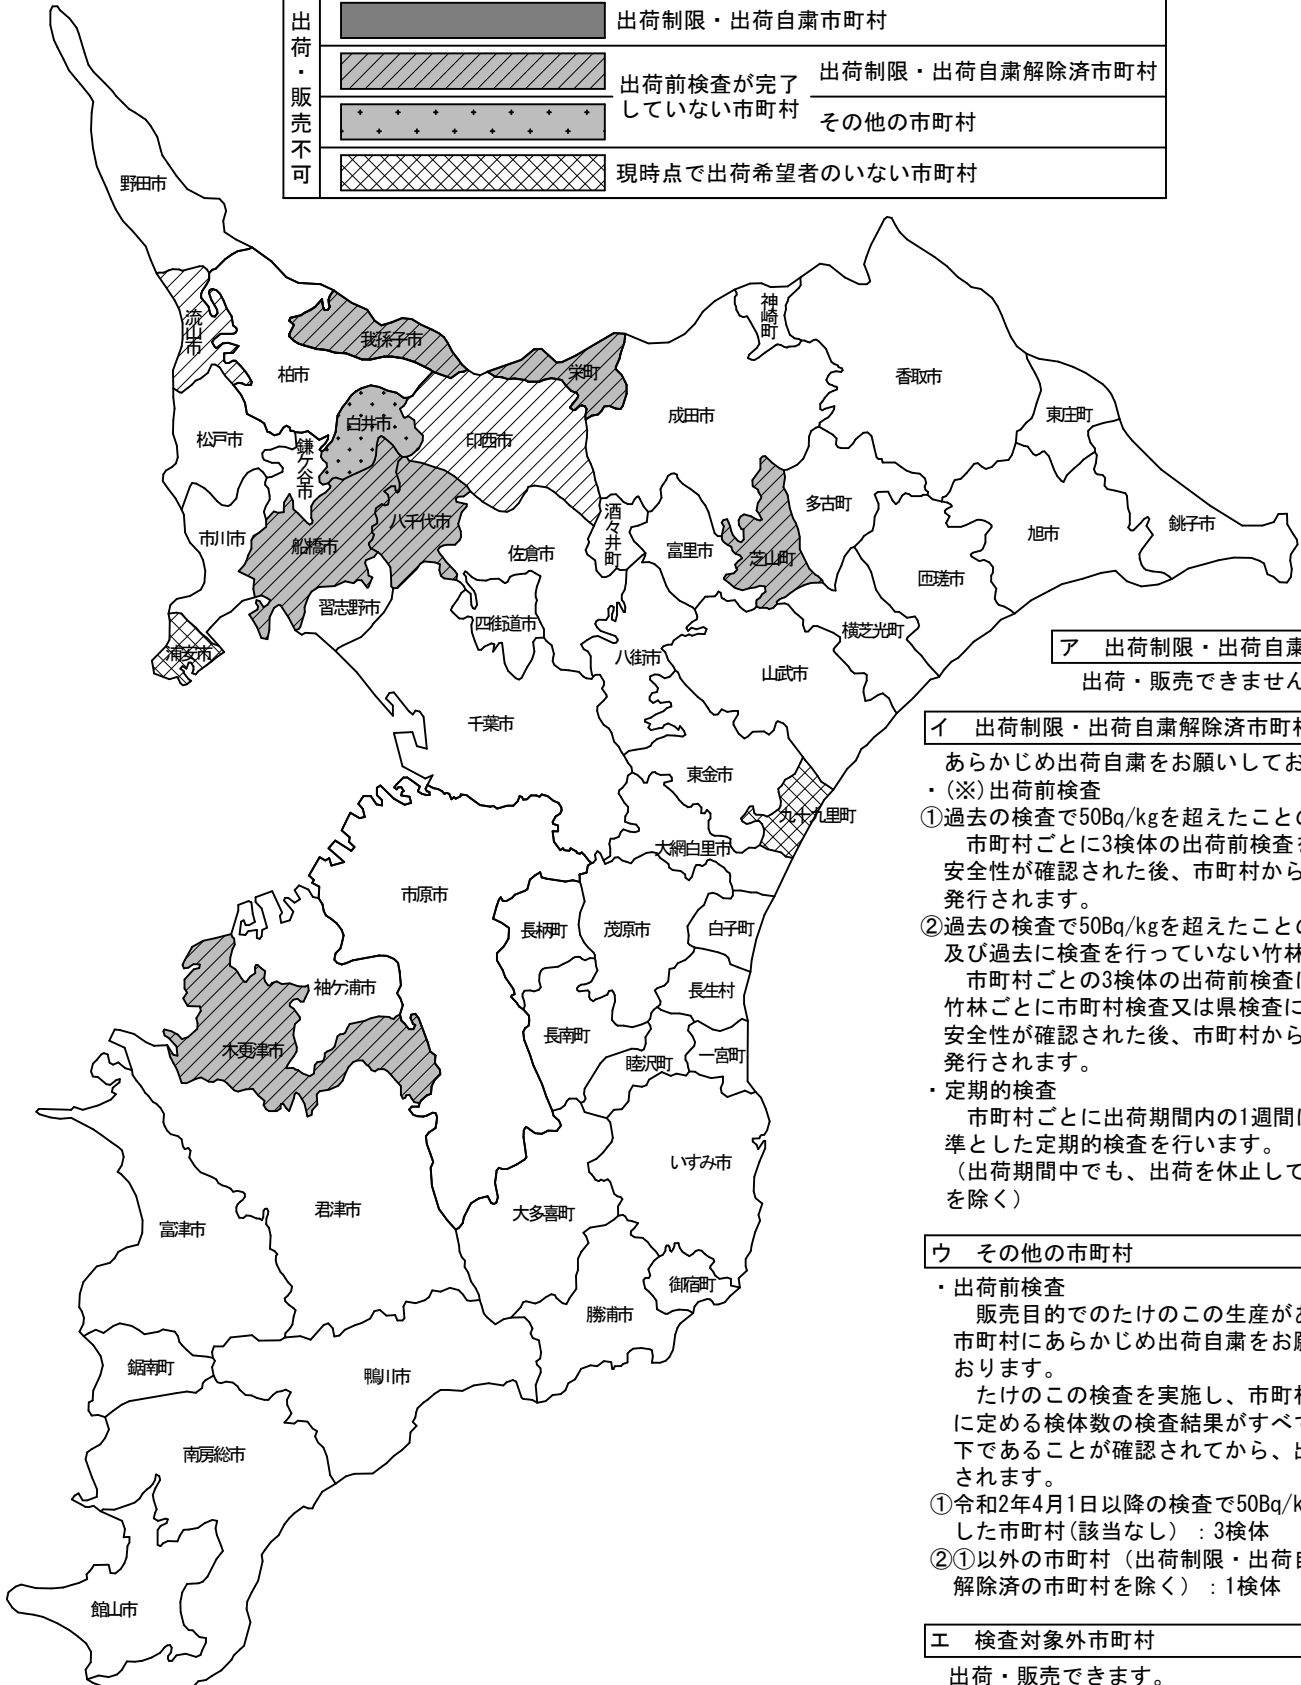 出荷・販売不可
出荷制限・出荷自粛市町村
出荷前検査が完了
していない市町村
出荷制限・出荷自粛解除済市町村
その他の市町村
現時点で出荷希望者のいない市町村
野田市
流山市
我孫子市
柏市
栄町
神崎町
香取市
成田市
東庄町
松戸市
鎌ケ谷市
白井市
印西市
多古町
銚子市
旭市
市川市
船橋市
八千代市
佐倉市
酒々井町
富里市
芝山町
匝瑳市
習志野市
四街道市
横芝光町
浦安市
八街市
山武市
千葉市
東金市
九十九里町
大網白里市
市原市
長柄町
茂原市
白子町
袖ケ浦市
長生村
木更津市
長南町
睦沢町
一宮町
いすみ市
君津市
大多喜町
富津市
御宿町
勝浦市
鋸南町
鴨川市
南房総市
館山市
ア　出荷制限・出荷自粛
出荷・販売できません
イ　出荷制限・出荷自粛解除済市町村
あらかじめ出荷自粛をお願いしてお
・(※)出荷前検査
①過去の検査で50Bq/kgを超えたことの
市町村ごとに3検体の出荷前検査を
安全性が確認された後、市町村から
発行されます。
②過去の検査で50Bq/kgを超えたことの
及び過去に検査を行っていない竹林
市町村ごとの3検体の出荷前検査に
竹林ごとに市町村検査又は県検査に
安全性が確認された後、市町村から
発行されます。
・定期的検査
市町村ごとに出荷期間内の1週間に
準とした定期的検査を行います。
（出荷期間中でも、出荷を休止して
を除く）
ウ　その他の市町村
・出荷前検査
販売目的でのたけのこの生産があ
市町村にあらかじめ出荷自粛をお願
おります。
たけのこの検査を実施し、市町村
に定める検体数の検査結果がすべて
下であることが確認されてから、出
されます。
①令和2年4月1日以降の検査で50Bq/k
した市町村(該当なし）：3検体
②①以外の市町村（出荷制限・出荷自
解除済の市町村を除く）：1検体
エ　検査対象外市町村
出荷・販売できます。